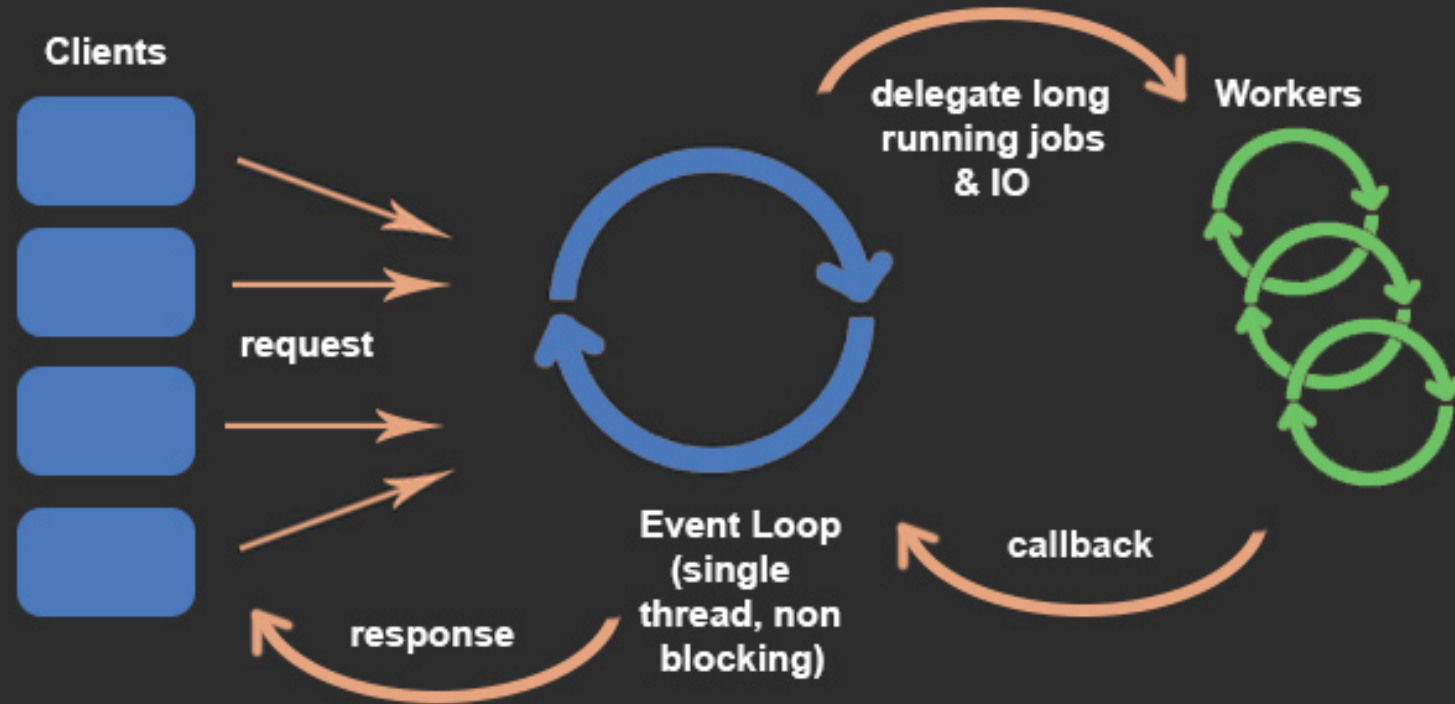 Clients
request
response
Event Loop
(single
thread, non
blocking)
delegate long
running jobs
& IO
callback
Workers